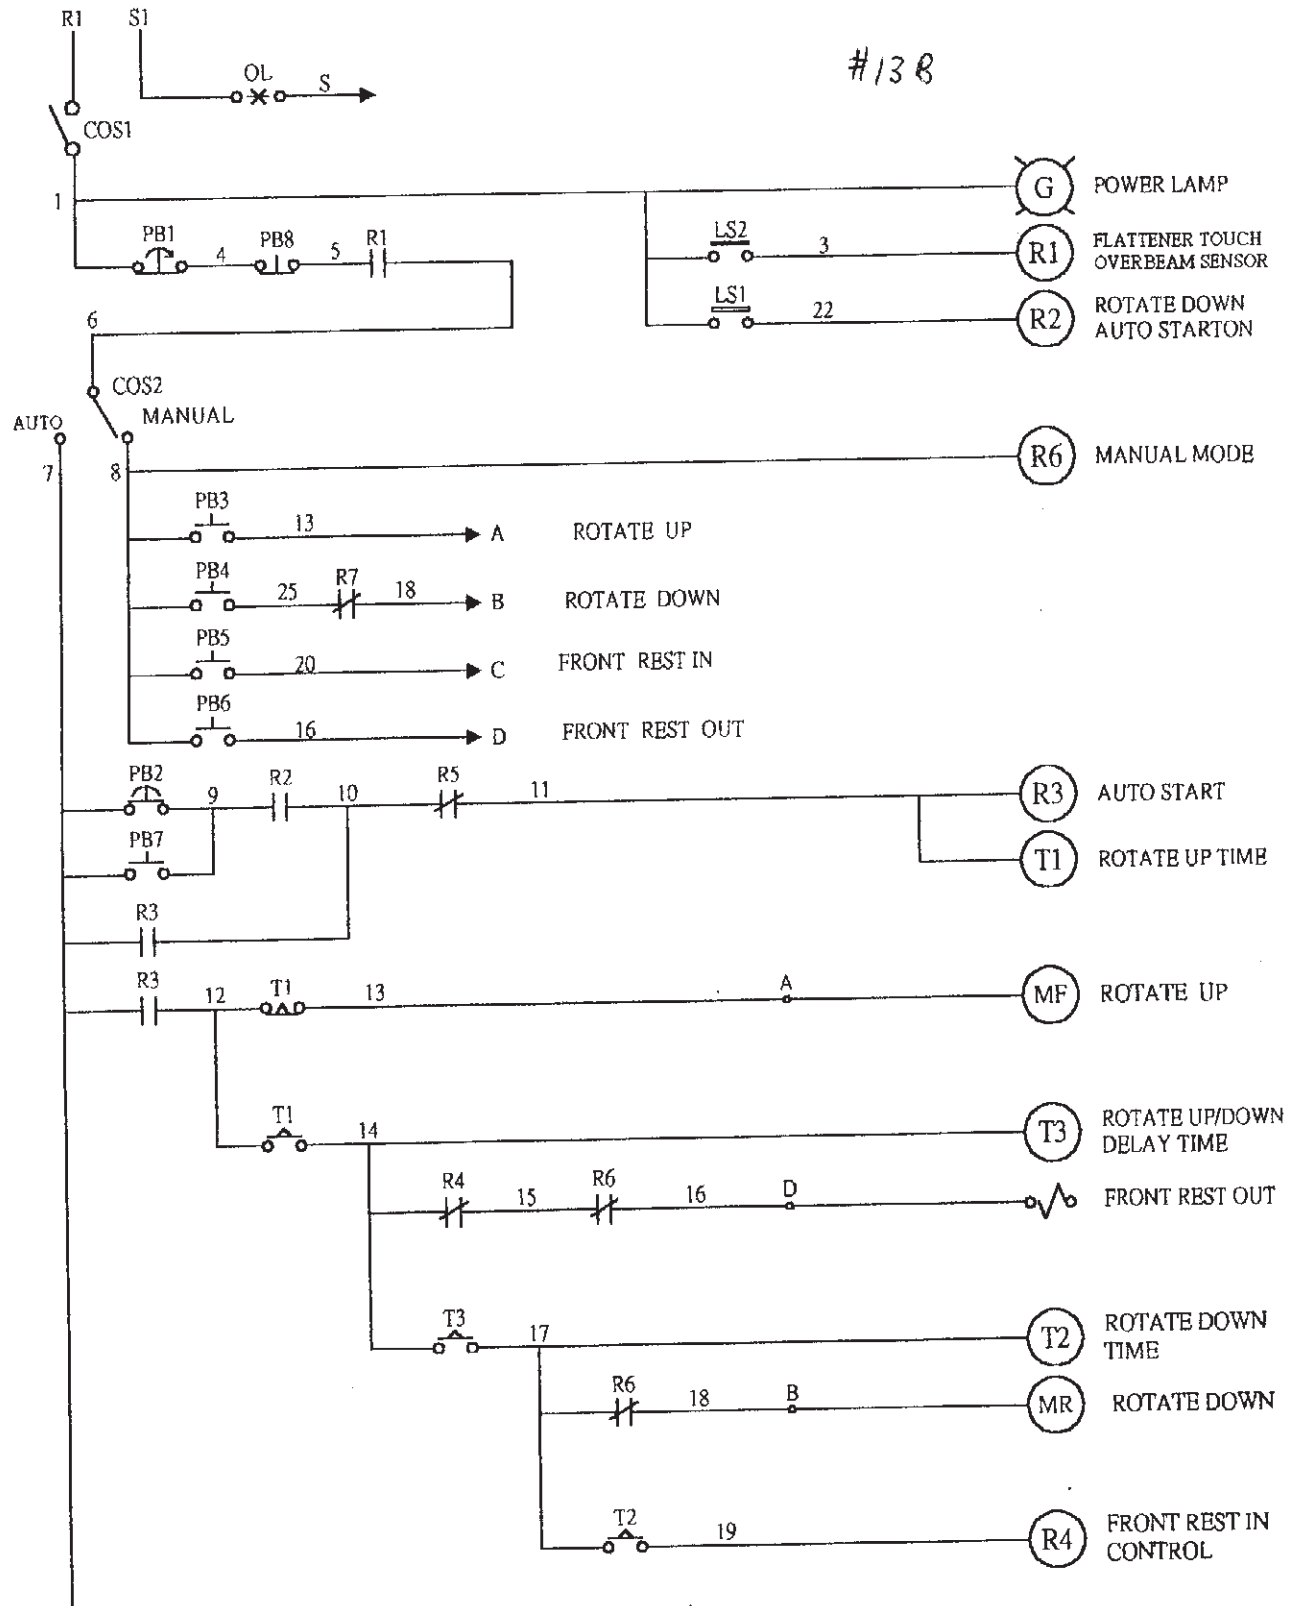 R1 S1
#13 B
OL S
COS1
1 G POWER LAMP
PB1 4 PB8 5 R1
LS2 3 R1 FLATTENER TOUCH
OVERBEAM SENSOR
LS1 22 R2 ROTATE DOWN
AUTO STARTON
6
COS2
AUTO MANUAL
7 8 R6 MANUAL MODE
PB3 13 A ROTATE UP
PB4 25 R7 18 B ROTATE DOWN
PB5 20 C FRONT REST IN
PB6 16 D FRONT REST OUT
PB2 9 R2 10 R5 11 R3 AUTO START
PB7 T1 ROTATE UP TIME
R3
R3 12 T1 13 A MF ROTATE UP
T1 14 T3 ROTATE UP/DOWN
DELAY TIME
R4 15 R6 16 D FRONT REST OUT
T3 17 T2 ROTATE DOWN
TIME
R6 18 B MR ROTATE DOWN
T2 19 R4 FRONT REST IN
CONTROL